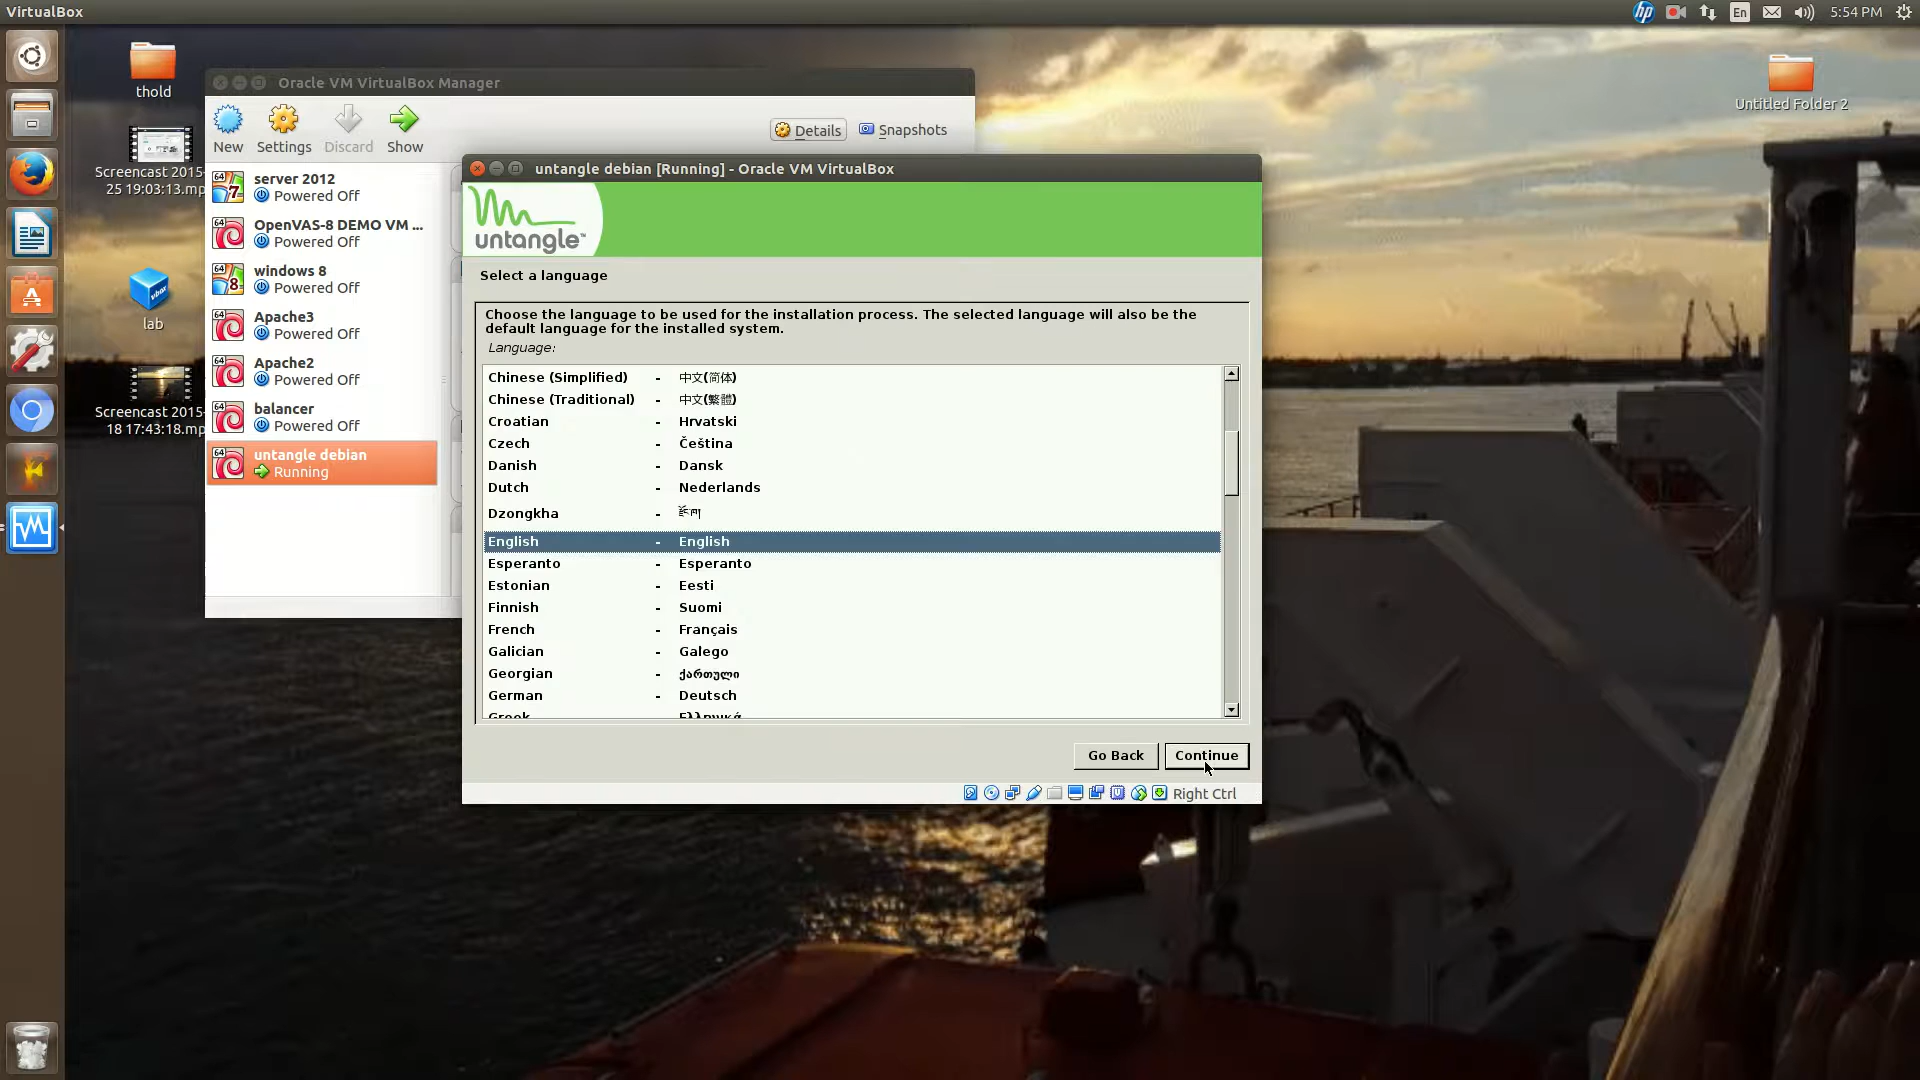 VirtualBox
En
5:54 PM
thold
Screencast 2015-
25 19:03:13.mp
lab
Screencast 2015-
18 17:43:18.mp
Untitled Folder 2
Oracle VM VirtualBox Manager
New
Settings
Discard
Show
Details
Snapshots
server 2012
Powered Off
OpenVAS-8 DEMO VM ...
Powered Off
windows 8
Powered Off
Apache3
Powered Off
Apache2
Powered Off
balancer
Powered Off
untangle debian
Running
untangle debian [Running] - Oracle VM VirtualBox
untangle™
Select a language
Choose the language to be used for the installation process. The selected language will also be the
default language for the installed system.
Language:
Chinese (Simplified) - 中文(简体)
Chinese (Traditional) - 中文(繁體)
Croatian - Hrvatski
Czech - Čeština
Danish - Dansk
Dutch - Nederlands
Dzongkha - རྫོང་ཁ།
English - English
Esperanto - Esperanto
Estonian - Eesti
Finnish - Suomi
French - Français
Galician - Galego
Georgian - ქართული
German - Deutsch
Greek - Ελληνικά
Go Back
Continue
Right Ctrl